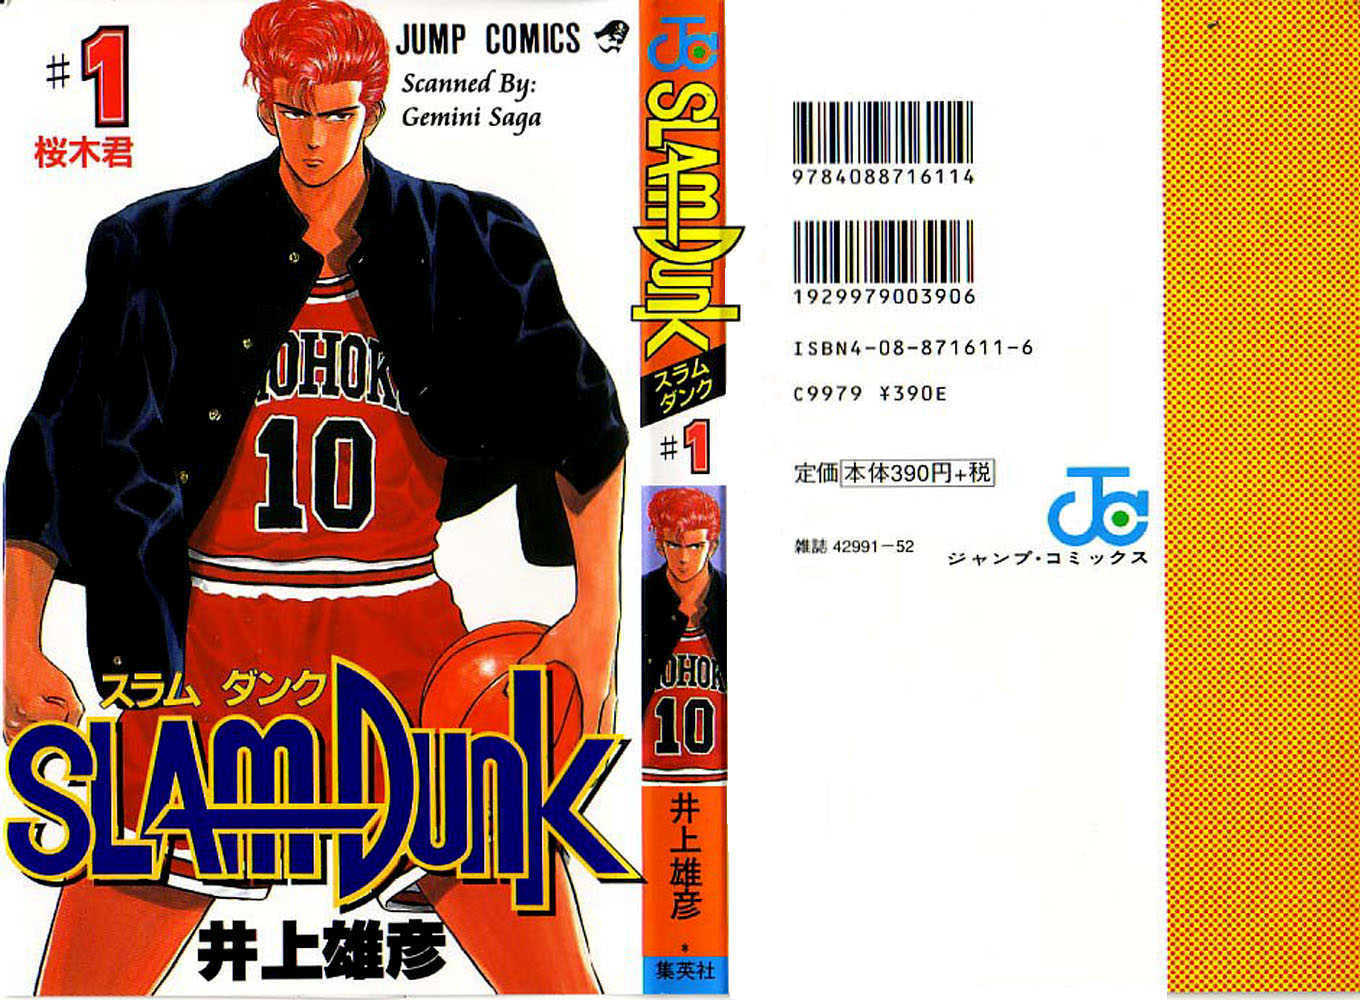 #1
桜木君
JUMP COMICS
Scanned By:
Gemini Saga
OHOK
10
スラム ダンク
SLAM DUNK
井上雄彦
JC
SLAM DUNK
スラム
ダンク
#1
OHOK
10
井上雄彦
集英社
9784088716114
1929979003906
ISBN4-08-871611-6
C9979 ¥390E
定価 本体390円+税
雑誌 42991-52
JC
ジャンプ・コミックス